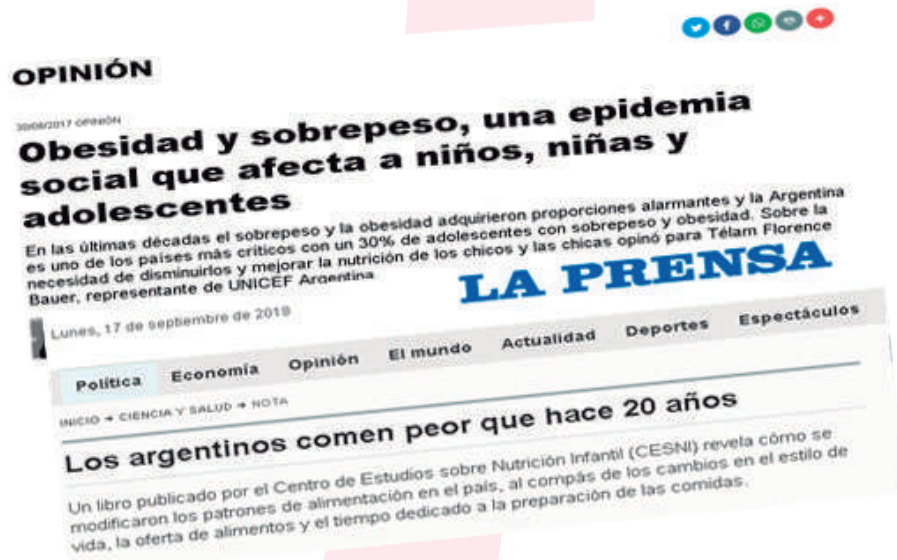 OPINIÓN
30/08/2017 OPINIÓN
Obesidad y sobrepeso, una epidemia
social que afecta a niños, niñas y
adolescentes
En las últimas décadas el sobrepeso y la obesidad adquirieron proporciones alarmantes y la Argentina
es uno de los países más críticos con un 30% de adolescentes con sobrepeso y obesidad. Sobre la
necesidad de disminuirlos y mejorar la nutrición de los chicos y las chicas opinó para Télam Florence
Bauer, representante de UNICEF Argentina
LA PRENSA
Lunes, 17 de septiembre de 2018
Política Economía Opinión El mundo Actualidad Deportes Espectáculos
INICIO → CIENCIA Y SALUD → NOTA
Los argentinos comen peor que hace 20 años
Un libro publicado por el Centro de Estudios sobre Nutrición Infantil (CESNI) revela cómo se
modificaron los patrones de alimentación en el país, al compás de los cambios en el estilo de
vida, la oferta de alimentos y el tiempo dedicado a la preparación de las comidas.